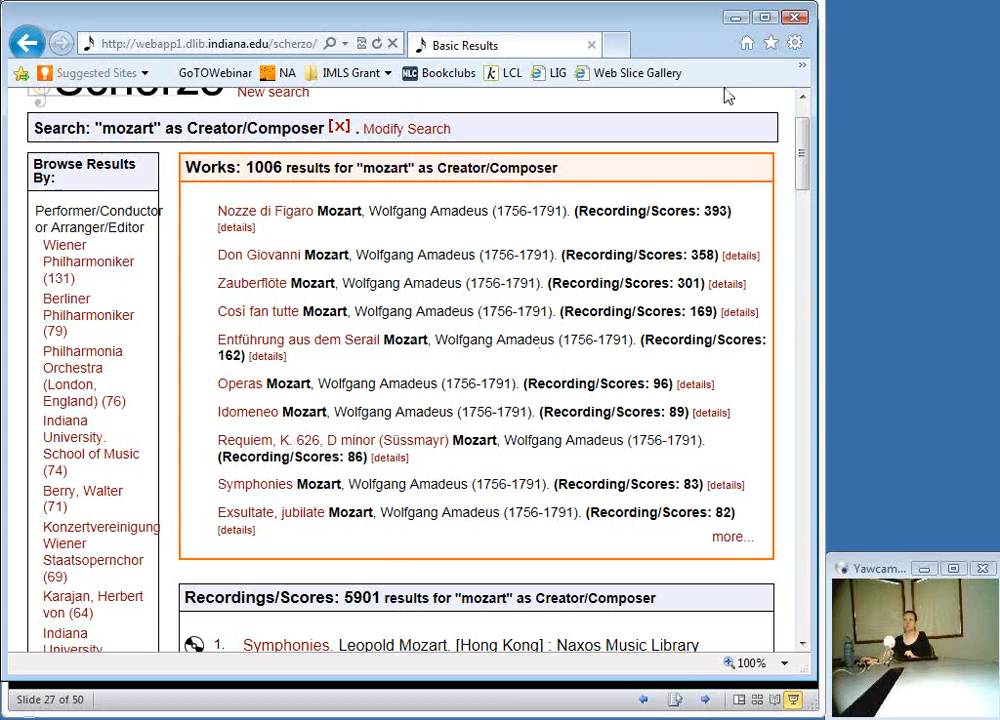 http://webapp1.dlib.indiana.edu/scherzo/
Basic Results
Suggested Sites
GoTOWebinar
NA
IMLS Grant
NLC Bookclubs
k LCL
LIG
Web Slice Gallery
Scherzo
New search
Search: "mozart" as Creator/Composer [X] . Modify Search
Browse Results
By:
Performer/Conductor
or Arranger/Editor
Wiener
Philharmoniker
(131)
Berliner
Philharmoniker
(79)
Philharmonia
Orchestra
(London,
England) (76)
Indiana
University.
School of Music
(74)
Berry, Walter
(71)
Konzertvereinigung
Wiener
Staatsopernchor
(69)
Karajan, Herbert
von (64)
Indiana
University.
Works: 1006 results for "mozart" as Creator/Composer
Nozze di Figaro Mozart, Wolfgang Amadeus (1756-1791). (Recording/Scores: 393)
[details]
Don Giovanni Mozart, Wolfgang Amadeus (1756-1791). (Recording/Scores: 358) [details]
Zauberflöte Mozart, Wolfgang Amadeus (1756-1791). (Recording/Scores: 301) [details]
Così fan tutte Mozart, Wolfgang Amadeus (1756-1791). (Recording/Scores: 169) [details]
Entführung aus dem Serail Mozart, Wolfgang Amadeus (1756-1791). (Recording/Scores:
162) [details]
Operas Mozart, Wolfgang Amadeus (1756-1791). (Recording/Scores: 96) [details]
Idomeneo Mozart, Wolfgang Amadeus (1756-1791). (Recording/Scores: 89) [details]
Requiem, K. 626, D minor (Süssmayr) Mozart, Wolfgang Amadeus (1756-1791).
(Recording/Scores: 86) [details]
Symphonies Mozart, Wolfgang Amadeus (1756-1791). (Recording/Scores: 83) [details]
Exsultate, jubilate Mozart, Wolfgang Amadeus (1756-1791). (Recording/Scores: 82)
[details]
more...
Recordings/Scores: 5901 results for "mozart" as Creator/Composer
1. Symphonies. Leopold Mozart. [Hong Kong] : Naxos Music Library
100%
Slide 27 of 50
Yawcam...